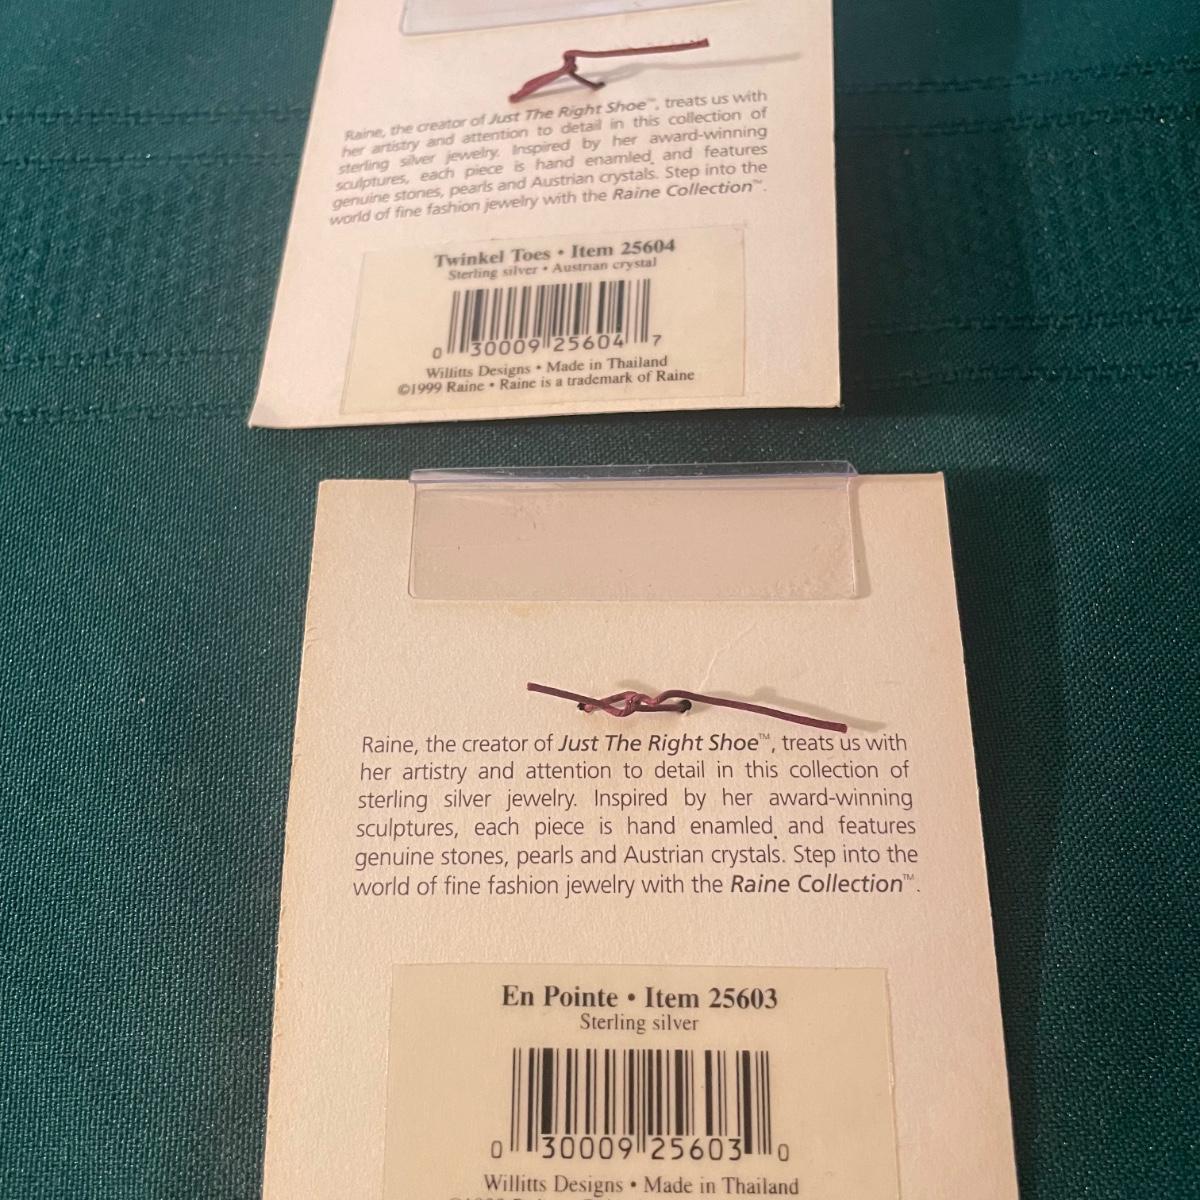 Raine, the creator of Just The Right Shoe™, treats us with
her artistry and attention to detail in this collection of
sterling silver jewelry. Inspired by her award-winning
sculptures, each piece is hand enamled, and features
genuine stones, pearls and Austrian crystals. Step into the
world of fine fashion jewelry with the Raine Collection™.
Twinkel Toes • Item 25604
Sterling silver • Austrian crystal
0 30009 25604 7
Willitts Designs • Made in Thailand
©1999 Raine • Raine is a trademark of Raine
Raine, the creator of Just The Right Shoe™, treats us with
her artistry and attention to detail in this collection of
sterling silver jewelry. Inspired by her award-winning
sculptures, each piece is hand enamled, and features
genuine stones, pearls and Austrian crystals. Step into the
world of fine fashion jewelry with the Raine Collection™.
En Pointe • Item 25603
Sterling silver
0 30009 25603 0
Willitts Designs • Made in Thailand